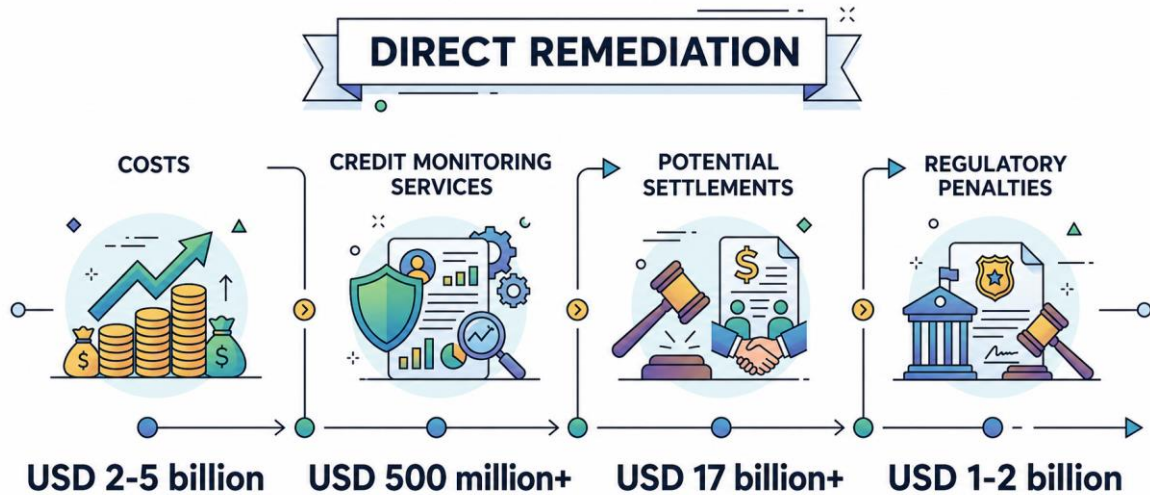 DIRECT REMEDIATION
COSTS
USD 2-5 billion
CREDIT MONITORING
SERVICES
USD 500 million+
POTENTIAL
SETTLEMENTS
USD 17 billion+
REGULATORY
PENALTIES
USD 1-2 billion